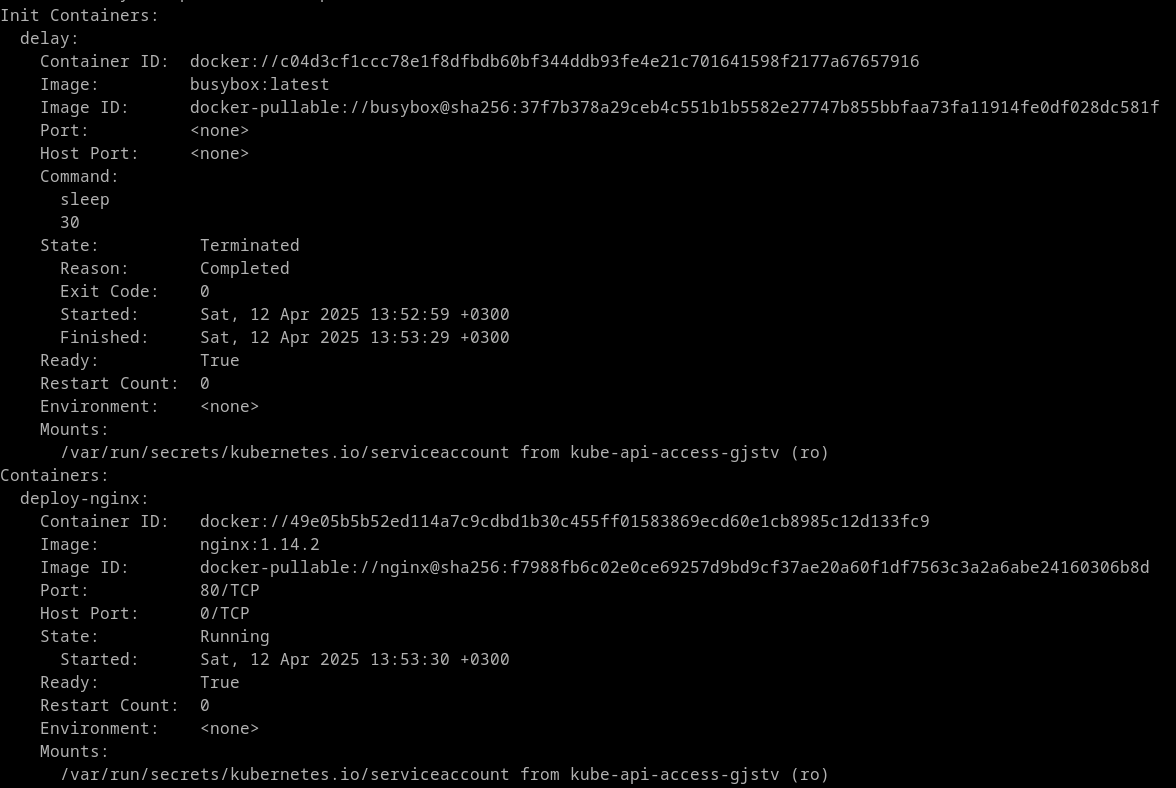 Init Containers:
  delay:
    Container ID:  docker://c04d3cf1ccc78e1f8dfbdb60bf344ddb93fe4e21c701641598f2177a67657916
    Image:         busybox:latest
    Image ID:      docker-pullable://busybox@sha256:37f7b378a29ceb4c551b1b5582e27747b855bbfaa73fa11914fe0df028dc581f
    Port:          <none>
    Host Port:     <none>
    Command:
      sleep
      30
    State:          Terminated
      Reason:       Completed
      Exit Code:    0
      Started:      Sat, 12 Apr 2025 13:52:59 +0300
      Finished:     Sat, 12 Apr 2025 13:53:29 +0300
    Ready:          True
    Restart Count:  0
    Environment:    <none>
    Mounts:
      /var/run/secrets/kubernetes.io/serviceaccount from kube-api-access-gjstv (ro)
Containers:
  deploy-nginx:
    Container ID:   docker://49e05b5b52ed114a7c9cdbd1b30c455ff01583869ecd60e1cb8985c12d133fc9
    Image:          nginx:1.14.2
    Image ID:       docker-pullable://nginx@sha256:f7988fb6c02e0ce69257d9bd9cf37ae20a60f1df7563c3a2a6abe24160306b8d
    Port:           80/TCP
    Host Port:      0/TCP
    State:          Running
      Started:      Sat, 12 Apr 2025 13:53:30 +0300
    Ready:          True
    Restart Count:  0
    Environment:    <none>
    Mounts:
      /var/run/secrets/kubernetes.io/serviceaccount from kube-api-access-gjstv (ro)